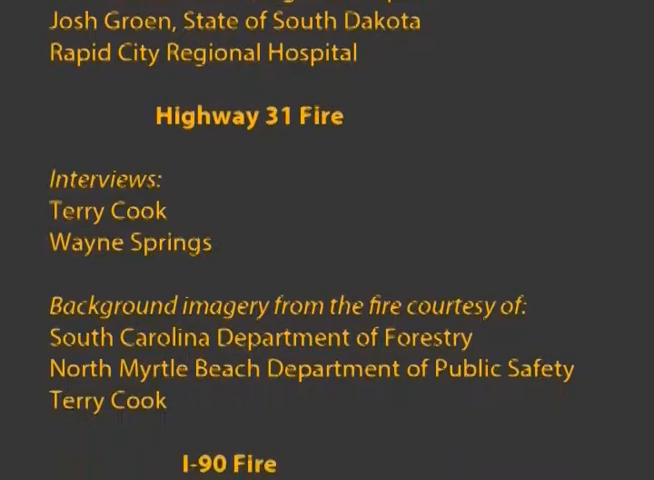 Josh Groen, State of South Dakota
Rapid City Regional Hospital
Highway 31 Fire
Interviews:
Terry Cook
Wayne Springs
Background imagery from the fire courtesy of:
South Carolina Department of Forestry
North Myrtle Beach Department of Public Safety
Terry Cook
I-90 Fire